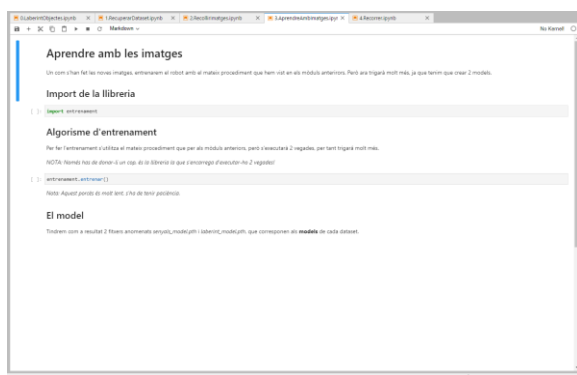 0.LaberintObjectes.ipynb
1.RecuperarDataset.ipynb
2.RecollirImatges.ipynb
3.AprendreAmbImatges.ipynb
4.Recorrer.ipynb
Markdown
No Kernel
Aprendre amb les imatges
Un com s'han fet les noves imatges, entrenarem el robot amb el mateix procediment que hem vist en els mòduls anteriors. Però ara trigarà molt més, ja que tenim que crear 2 models.
Import de la llibreria
[ ]: import entrenament
Algorisme d'entrenament
Per fer l'entrenament s'utilitza el mateix procediment que per als mòduls anteriors, però s'executarà 2 vegades, per tant trigarà molt més.
NOTA: Només has de donar-li un cop, és la llibreria la que s'encarrega d'executar-ho 2 vegades!
[ ]: entrenament.entrenar()
Nota: Aquest procés és molt lent, s'ha de tenir paciència.
El model
Tindrem com a resultat 2 fitxers anomenats senyals_model.pth i laberint_model.pth, que corresponen als models de cada dataset.